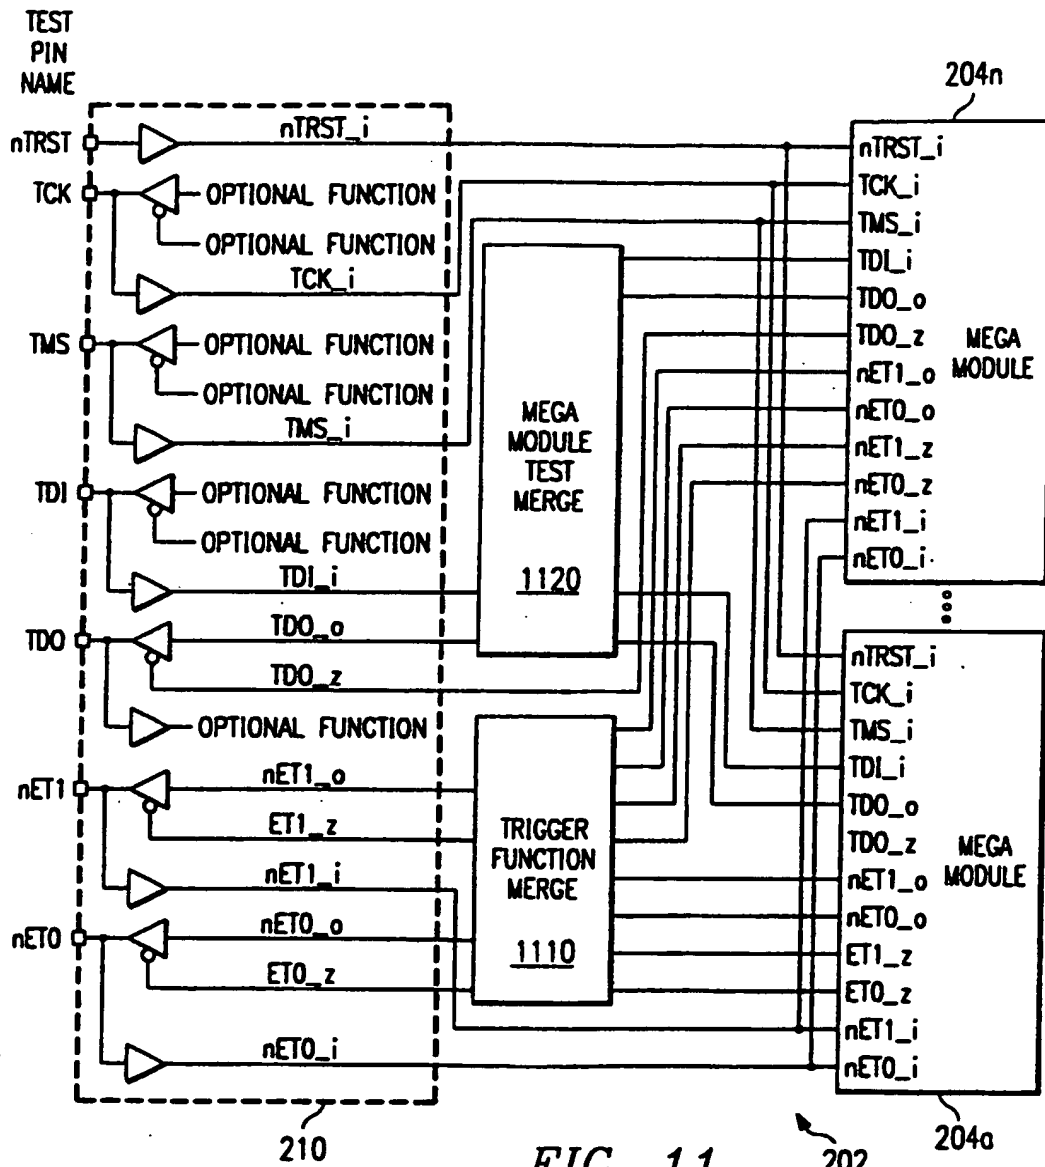 TEST
PIN
NAME
nTRST
nTRST_i
TCK
OPTIONAL FUNCTION
OPTIONAL FUNCTION
TCK_i
TMS
OPTIONAL FUNCTION
OPTIONAL FUNCTION
TMS_i
TDI
OPTIONAL FUNCTION
OPTIONAL FUNCTION
TDI_i
TDO
TDO_o
TDO_z
OPTIONAL FUNCTION
nET1
nET1_o
ET1_z
nET1_i
nET0
nET0_o
ET0_z
nET0_i
210
MEGA
MODULE
TEST
MERGE
1120
TRIGGER
FUNCTION
MERGE
1110
204n
nTRST_i
TCK_i
TMS_i
TDI_i
TDO_o
TDO_z
nET1_o
nET0_o
nET1_z
nET0_z
nET1_i
nET0_i
MEGA
MODULE
nTRST_i
TCK_i
TMS_i
TDI_i
TDO_o
TDO_z
nET1_o
nET0_o
ET1_z
ET0_z
nET1_i
nET0_i
MEGA
MODULE
204a
202
FIG. 11